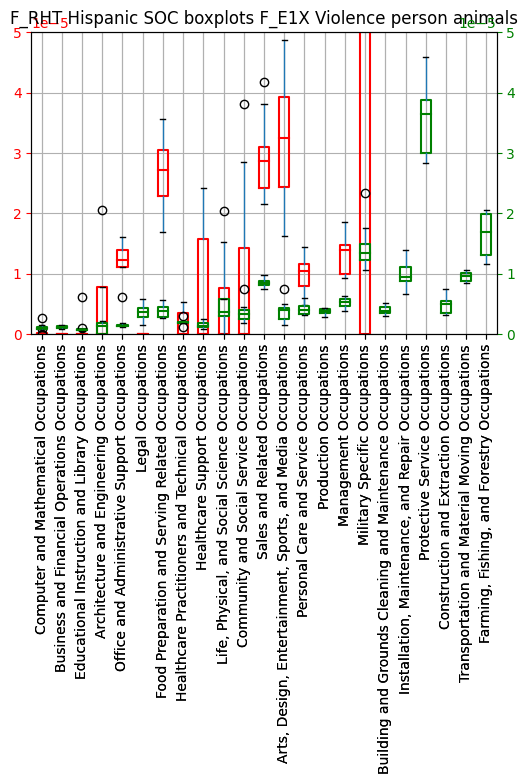 F_RHT Hispanic SOC boxplots F_E1X Violence person animals
1e−5
1e−5
5
4
3
2
1
0
5
4
3
2
1
0
Computer and Mathematical Occupations
Business and Financial Operations Occupations
Educational Instruction and Library Occupations
Architecture and Engineering Occupations
Office and Administrative Support Occupations
Legal Occupations
Food Preparation and Serving Related Occupations
Healthcare Practitioners and Technical Occupations
Healthcare Support Occupations
Life, Physical, and Social Science Occupations
Community and Social Service Occupations
Sales and Related Occupations
Arts, Design, Entertainment, Sports, and Media Occupations
Personal Care and Service Occupations
Production Occupations
Management Occupations
Military Specific Occupations
Building and Grounds Cleaning and Maintenance Occupations
Installation, Maintenance, and Repair Occupations
Protective Service Occupations
Construction and Extraction Occupations
Transportation and Material Moving Occupations
Farming, Fishing, and Forestry Occupations